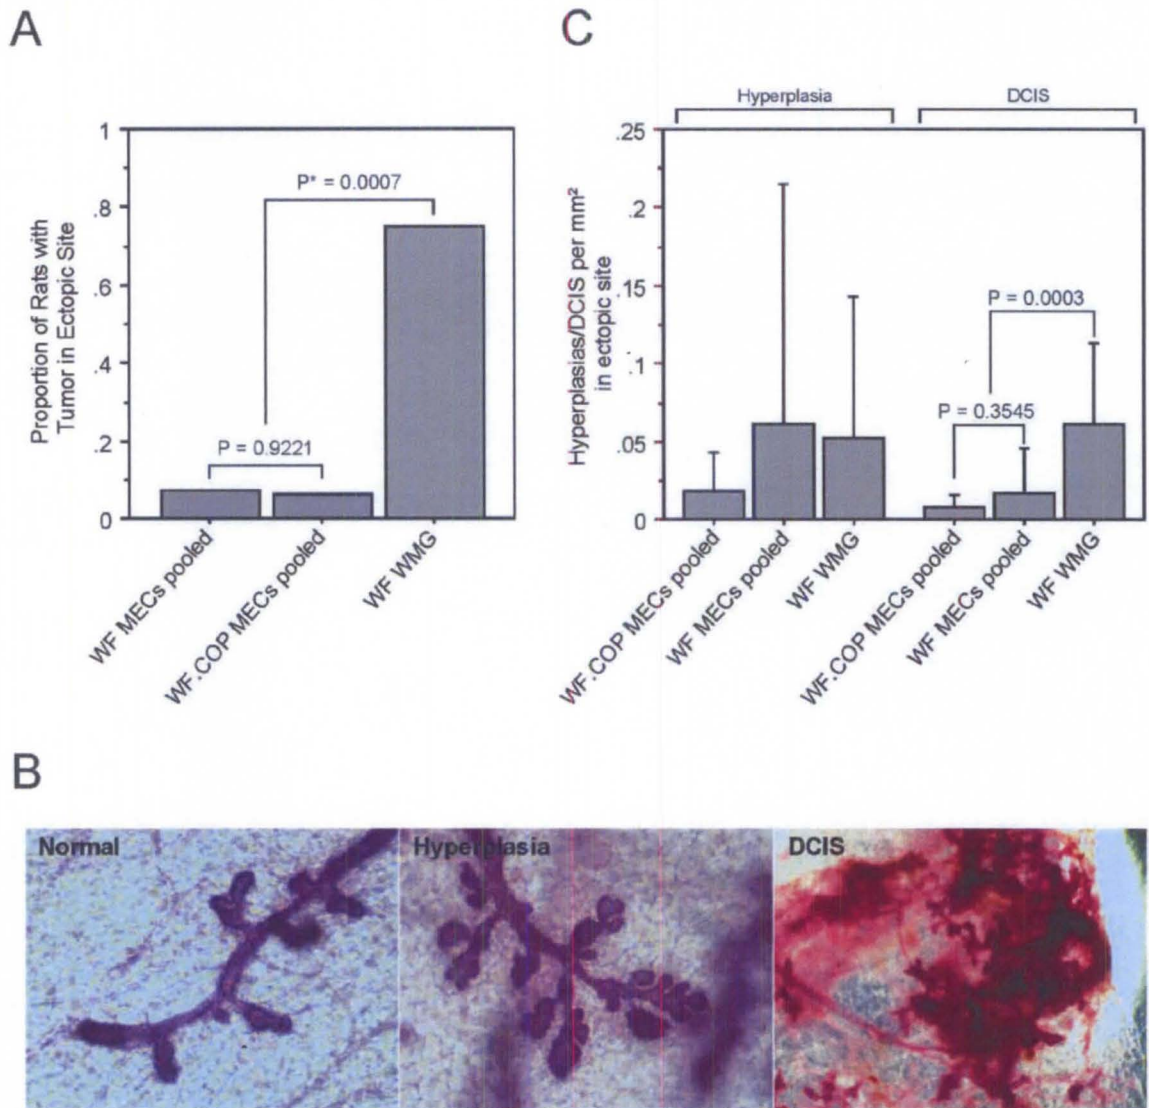 A
P* = 0.0007
P = 0.9221
1
.8
.6
.4
.2
0
Proportion of Rats with
Tumor in Ectopic Site
WF MECs pooled
WF.COP MECs pooled
WF WMG
C
Hyperplasia
DCIS
.25
.2
.15
.1
.05
0
Hyperplasias/DCIS per mm²
in ectopic site
P = 0.0003
P = 0.3545
WF.COP MECs pooled
WF MECs pooled
WF WMG
WF.COP MECs pooled
WF MECs pooled
WF WMG
B
Normal
Hyperplasia
DCIS